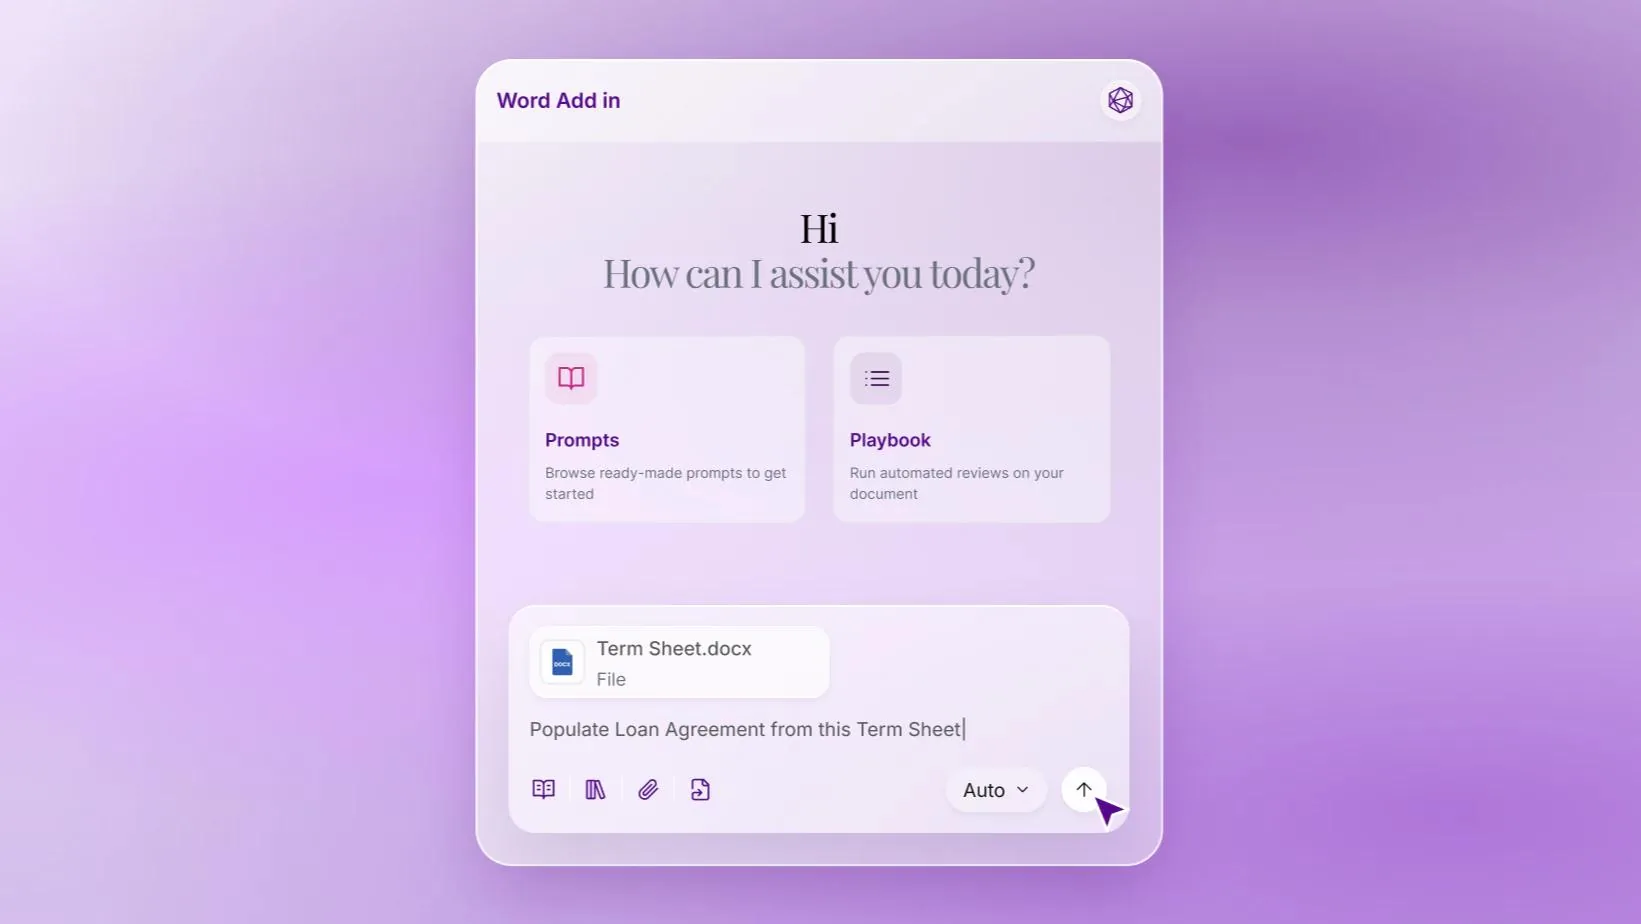 Word Add in
Hi
How can I assist you today?
Prompts
Browse ready-made prompts to get
started
Playbook
Run automated reviews on your
document
DOCX
Term Sheet.docx
File
Populate Loan Agreement from this Term Sheet
Auto